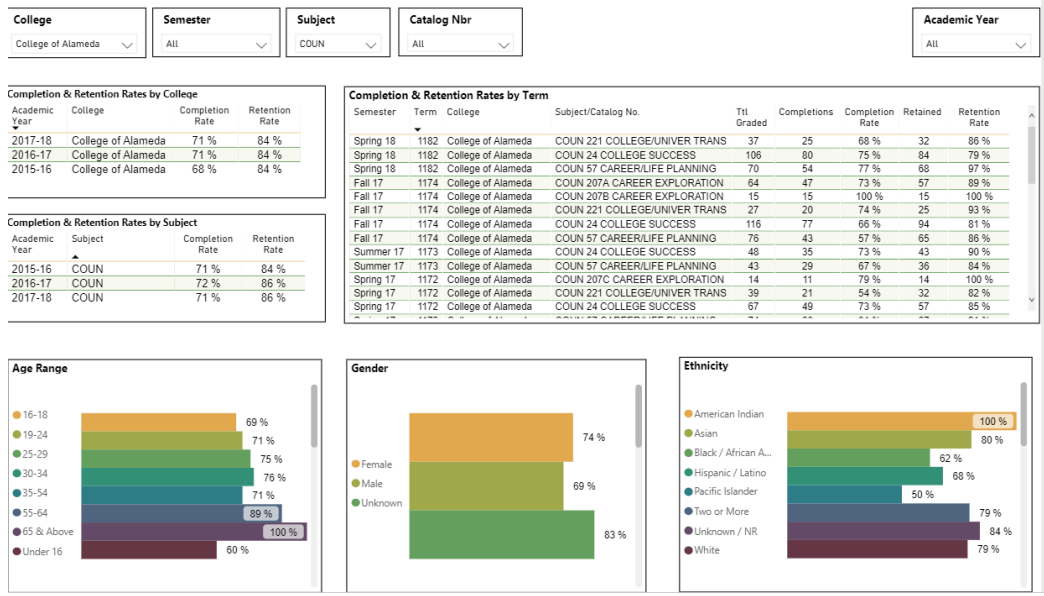 College Semester Subject Catalog Nbr Academic Year
College of Alameda All COUN All All
Completion & Retention Rates by College
Academic Year College Completion Rate Retention Rate
2017-18 College of Alameda 71 % 84 %
2016-17 College of Alameda 71 % 84 %
2015-16 College of Alameda 68 % 84 %
Completion & Retention Rates by Subject
Academic Year Subject Completion Rate Retention Rate
2015-16 COUN 71 % 84 %
2016-17 COUN 72 % 86 %
2017-18 COUN 71 % 86 %
Completion & Retention Rates by Term
Semester Term College Subject/Catalog No. Ttl Graded Completions Completion Rate Retained Retention Rate
Spring 18 1182 College of Alameda COUN 221 COLLEGE/UNIVER TRANS 37 25 68 % 32 86 %
Spring 18 1182 College of Alameda COUN 24 COLLEGE SUCCESS 106 80 75 % 84 79 %
Spring 18 1182 College of Alameda COUN 57 CAREER/LIFE PLANNING 70 54 77 % 68 97 %
Fall 17 1174 College of Alameda COUN 207A CAREER EXPLORATION 64 47 73 % 57 89 %
Fall 17 1174 College of Alameda COUN 207B CAREER EXPLORATION 15 15 100 % 15 100 %
Fall 17 1174 College of Alameda COUN 221 COLLEGE/UNIVER TRANS 27 20 74 % 25 93 %
Fall 17 1174 College of Alameda COUN 24 COLLEGE SUCCESS 116 77 66 % 94 81 %
Fall 17 1174 College of Alameda COUN 57 CAREER/LIFE PLANNING 76 43 57 % 65 86 %
Summer 17 1173 College of Alameda COUN 24 COLLEGE SUCCESS 48 35 73 % 43 90 %
Summer 17 1173 College of Alameda COUN 57 CAREER/LIFE PLANNING 43 29 67 % 36 84 %
Spring 17 1172 College of Alameda COUN 207C CAREER EXPLORATION 14 11 79 % 14 100 %
Spring 17 1172 College of Alameda COUN 221 COLLEGE/UNIVER TRANS 39 21 54 % 32 82 %
Spring 17 1172 College of Alameda COUN 24 COLLEGE SUCCESS 67 49 73 % 57 85 %
Age Range
16-18 69 %
19-24 71 %
25-29 75 %
30-34 76 %
35-54 71 %
55-64 89 %
65 & Above 100 %
Under 16 60 %
Gender
Female 74 %
Male 69 %
Unknown 83 %
Ethnicity
American Indian 100 %
Asian 80 %
Black / African A... 62 %
Hispanic / Latino 68 %
Pacific Islander 50 %
Two or More 79 %
Unknown / NR 84 %
White 79 %